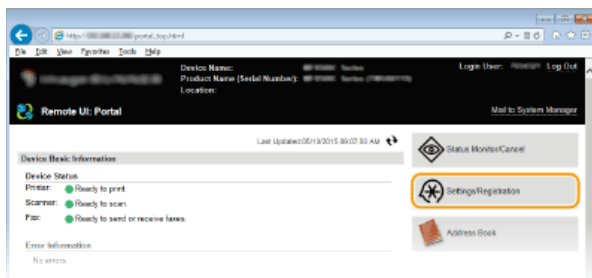 http://
portal_top.html
File Edit View Favorites Tools Help
Device Name: Series
Product Name (Serial Number): Series
Location:
Login User: Log Out
Remote UI: Portal
Mail to System Manager
Last Updated:05/13/2015 09:07:03 AM
Device Basic Information
Device Status
Printer: Ready to print.
Scanner: Ready to scan.
Fax: Ready to send or receive faxes.
Error Information
No errors.
Status Monitor/Cancel
Settings/Registration
Address Book